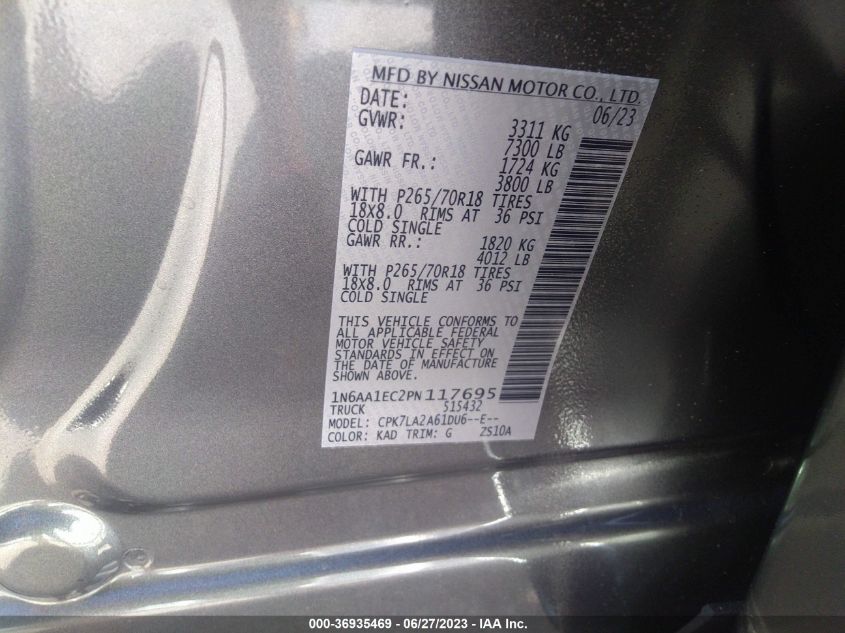 MFD BY NISSAN MOTOR CO., LTD.
DATE: 06/23
GVWR: 3311 KG
7300 LB
GAWR FR.: 1724 KG
3800 LB
WITH P265/70R18 TIRES
18X8.0 RIMS AT 36 PSI
COLD SINGLE
GAWR RR.: 1820 KG
4012 LB
WITH P265/70R18 TIRES
18X8.0 RIMS AT 36 PSI
COLD SINGLE
THIS VEHICLE CONFORMS TO
ALL APPLICABLE FEDERAL
MOTOR VEHICLE SAFETY
STANDARDS IN EFFECT ON
THE DATE OF MANUFACTURE
SHOWN ABOVE.
1N6AA1EC2PN117695
TRUCK 515432
MODEL: CPK7LA2A61DU6--E--
COLOR: KAD TRIM: G ZS10A
000-36935469 - 06/27/2023 - IAA Inc.